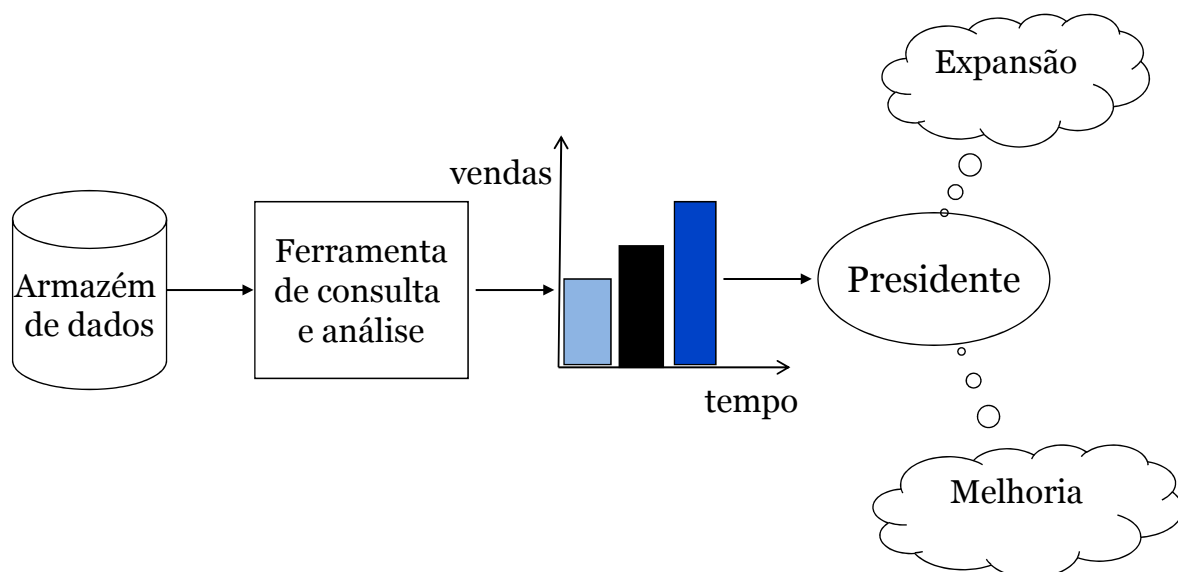 Armazém
de dados
Ferramenta
de consulta
e análise
vendas
tempo
Presidente
Expansão
Melhoria